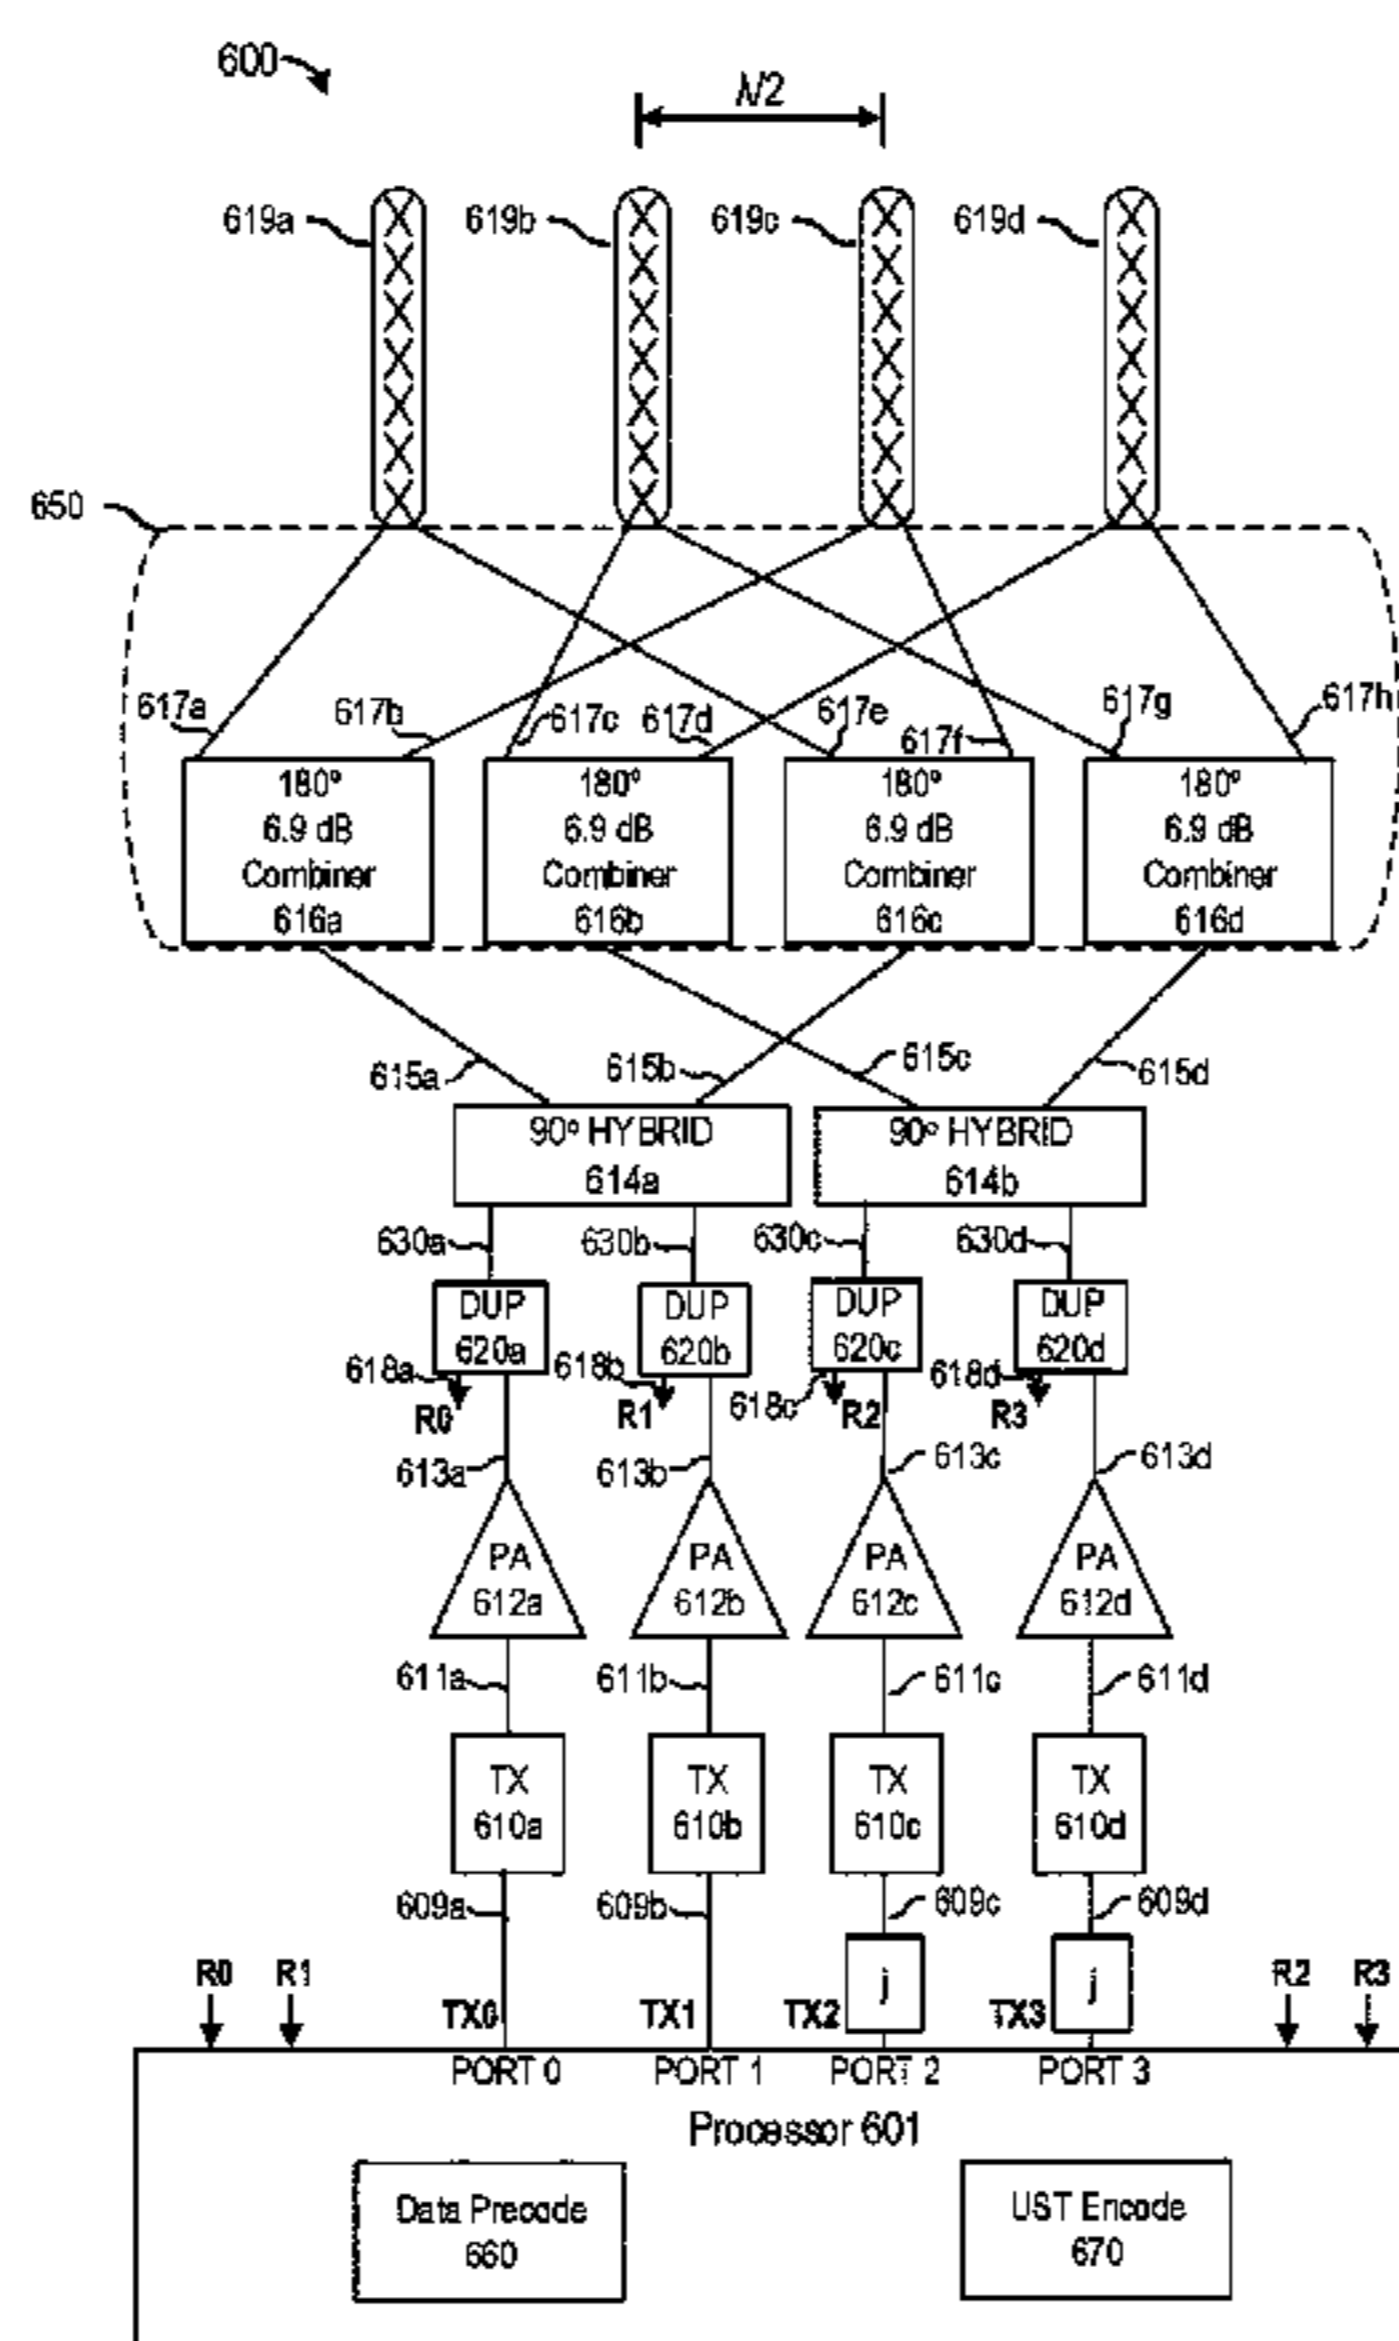 600
λ/2
619a
619b
619c
619d
650
617a
617b
617c
617d
617e
617f
617g
617h
180º
6.9 dB
Combiner
616a
180º
6.9 dB
Combiner
616b
180º
6.9 dB
Combiner
616c
180º
6.9 dB
Combiner
616d
615a
615b
615c
615d
90º HYBRID
614a
90º HYBRID
614b
630a
630b
630c
630d
DUP
620a
DUP
620b
DUP
620c
DUP
620d
618a
618b
618c
618d
R0
R1
R2
R3
613a
613b
613c
613d
PA
612a
PA
612b
PA
612c
PA
612d
611a
611b
611c
611d
TX
610a
TX
610b
TX
610c
TX
610d
609a
609b
609c
609d
R0
R1
R2
R3
TX0
TX1
TX2
j
TX3
j
PORT 0
PORT 1
PORT 2
PORT 3
Processor 601
Data Precode
660
UST Encode
670